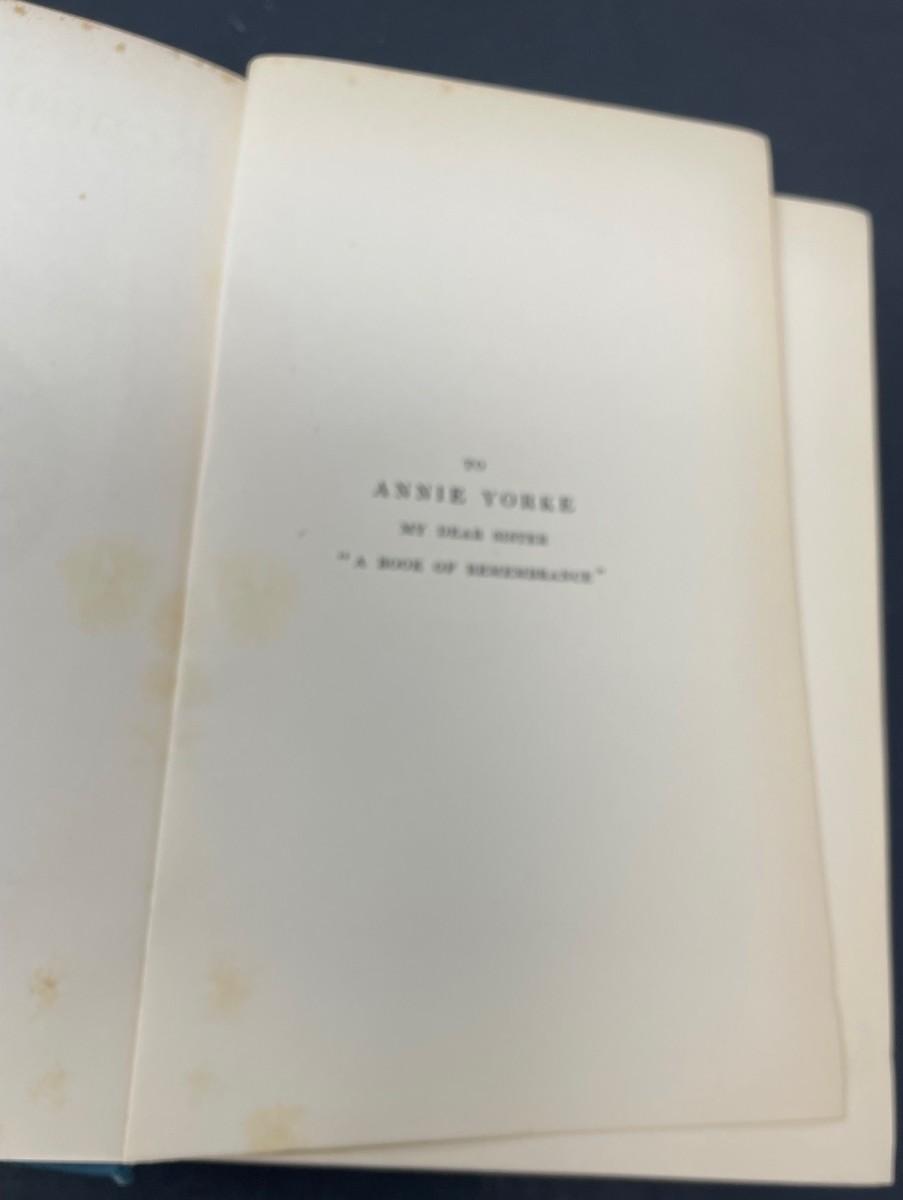 TO
ANNIE YORKE
MY DEAR SISTER
"A BOOK OF REMEMBRANCE"